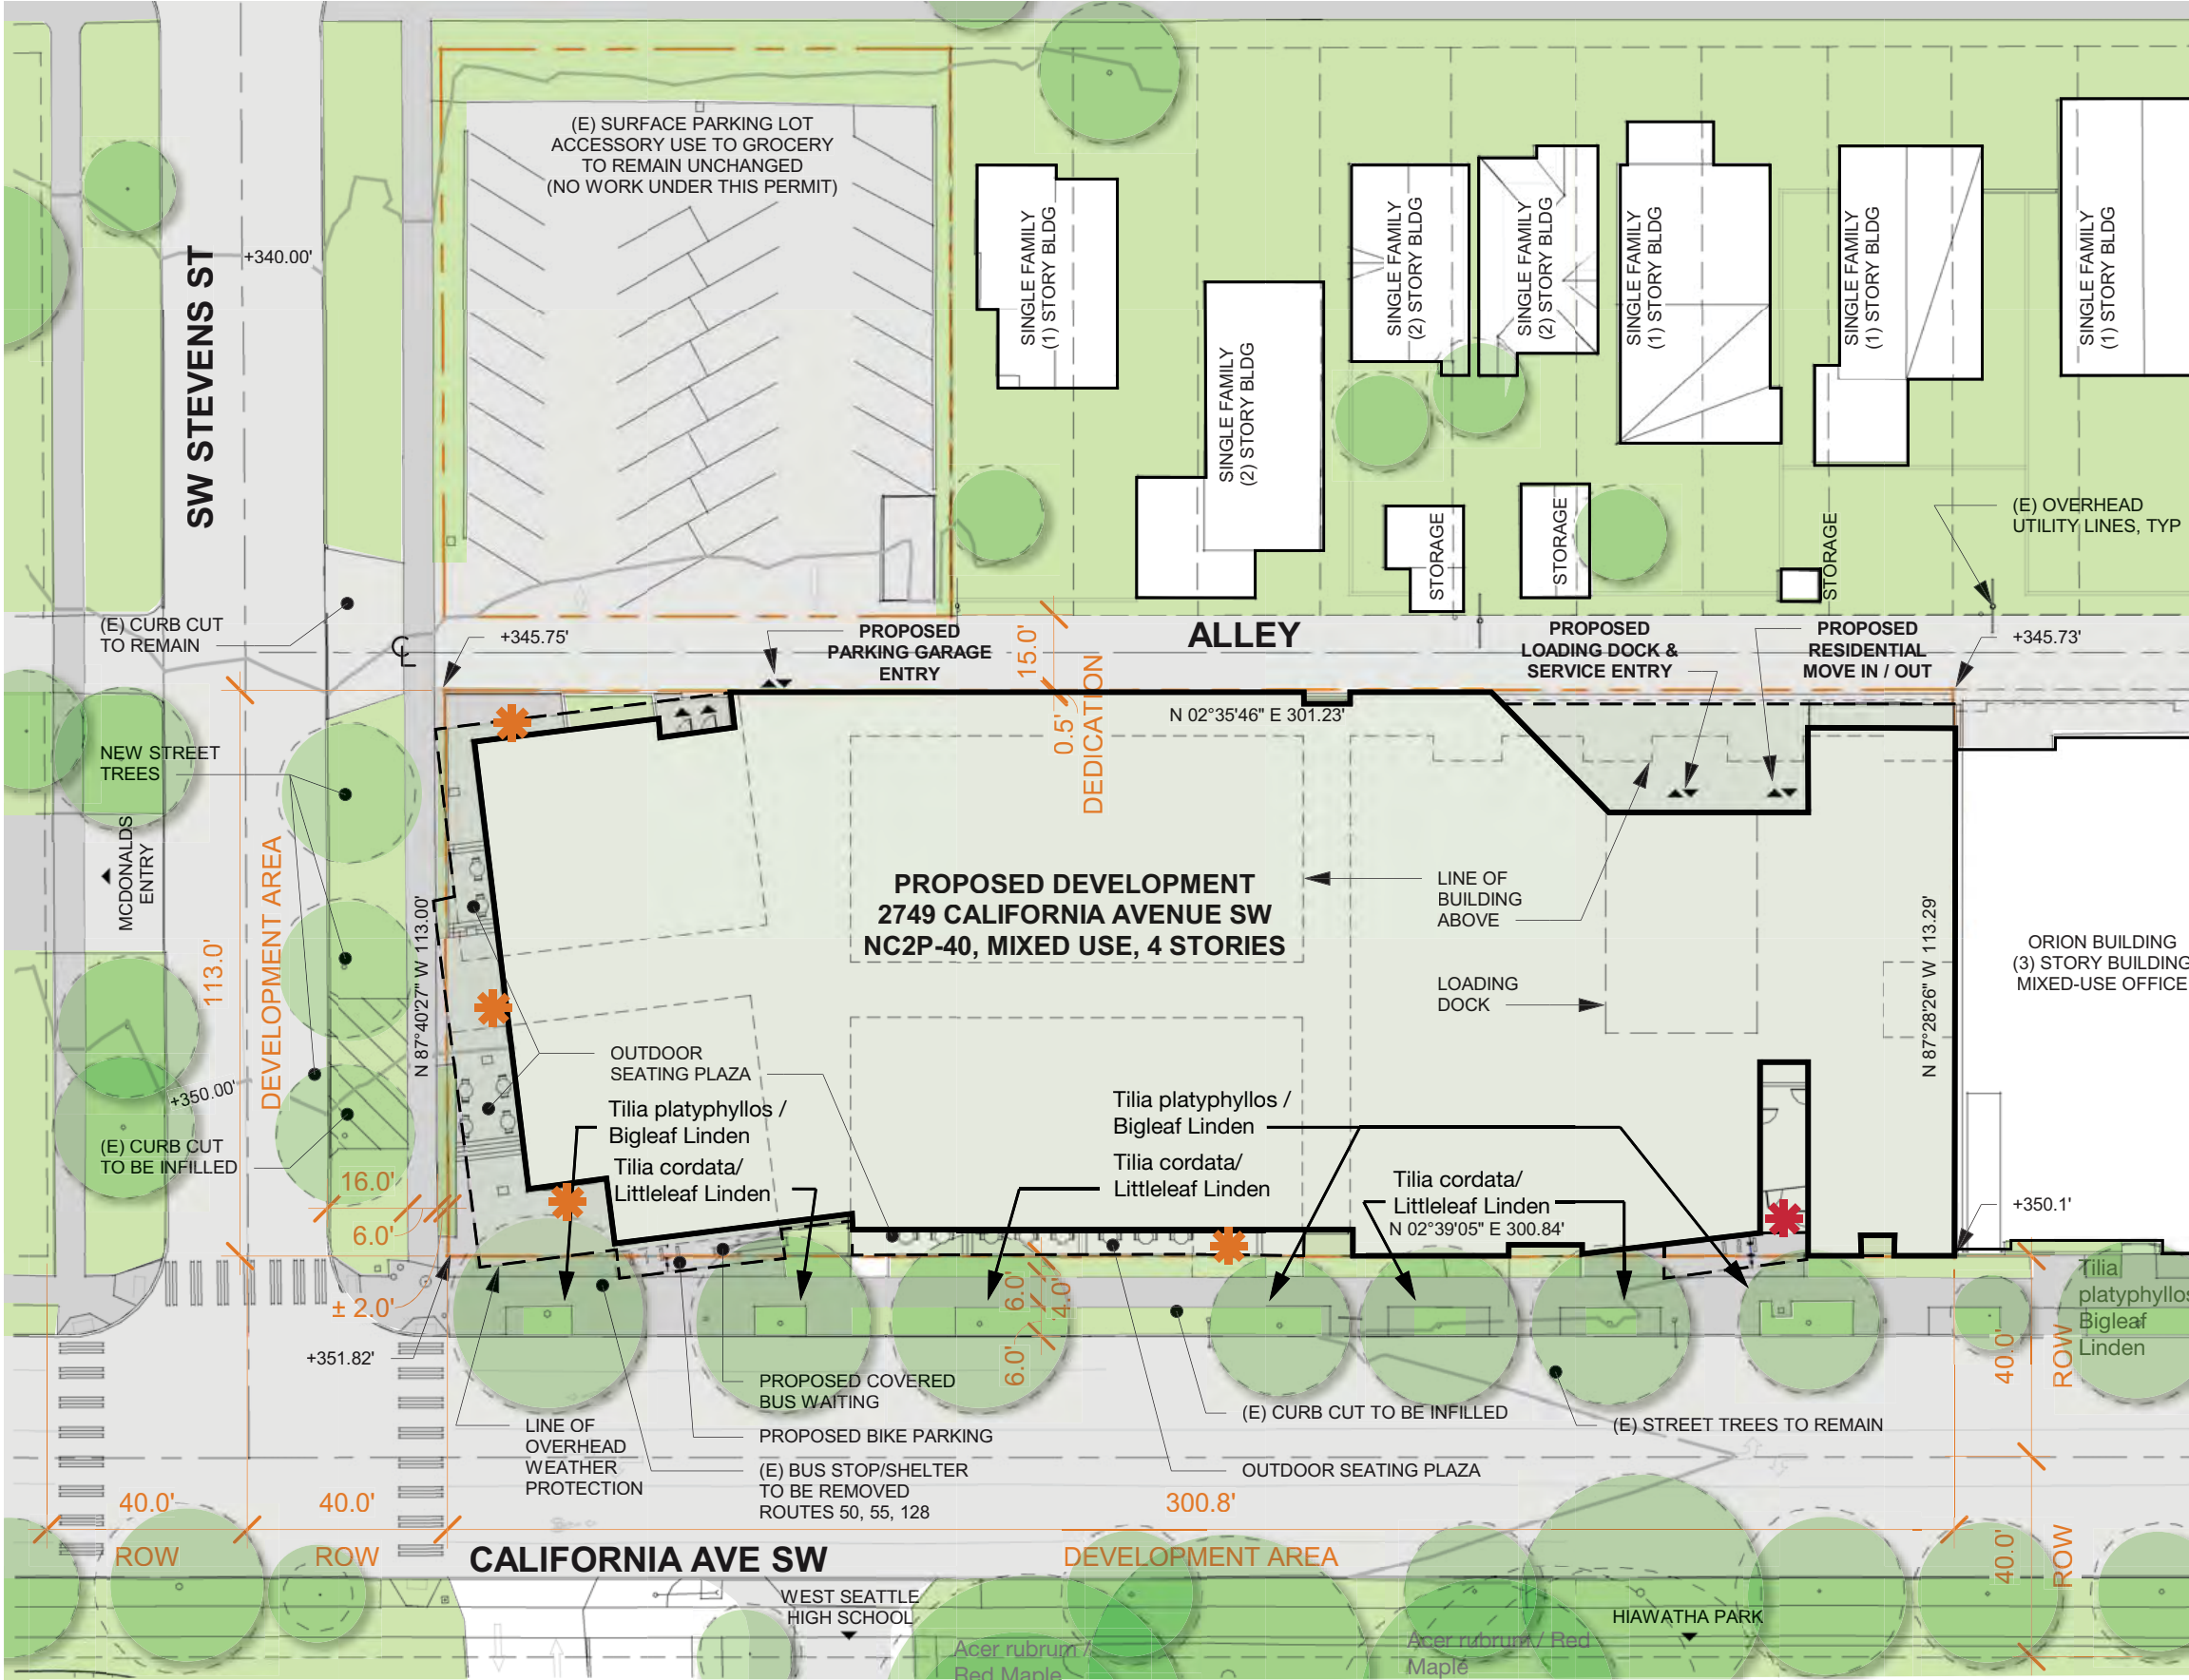 (E) SURFACE PARKING LOT
ACCESSORY USE TO GROCERY
TO REMAIN UNCHANGED
(NO WORK UNDER THIS PERMIT)
SW STEVENS ST
+340.00'
SINGLE FAMILY
(1) STORY BLDG
SINGLE FAMILY
(2) STORY BLDG
SINGLE FAMILY
(2) STORY BLDG
SINGLE FAMILY
(2) STORY BLDG
SINGLE FAMILY
(1) STORY BLDG
SINGLE FAMILY
(1) STORY BLDG
SINGLE FAMILY
(1) STORY BLDG
STORAGE
STORAGE
STORAGE
(E) OVERHEAD
UTILITY LINES, TYP
(E) CURB CUT
TO REMAIN
CL
+345.75'
PROPOSED
PARKING GARAGE
ENTRY
15.0'
ALLEY
PROPOSED
LOADING DOCK &
SERVICE ENTRY
PROPOSED
RESIDENTIAL
MOVE IN / OUT
+345.73'
0.5'
DEDICATION
N 02°35'46" E 301.23'
NEW STREET
TREES
MCDONALDS
ENTRY
113.0'
DEVELOPMENT AREA
N 87°40'27" W 113.00'
PROPOSED DEVELOPMENT
2749 CALIFORNIA AVENUE SW
NC2P-40, MIXED USE, 4 STORIES
LINE OF
BUILDING
ABOVE
LOADING
DOCK
N 87°28'26" W 113.29'
ORION BUILDING
(3) STORY BUILDING
MIXED-USE OFFICE
+350.00'
(E) CURB CUT
TO BE INFILLED
OUTDOOR
SEATING PLAZA
Tilia platyphyllos /
Bigleaf Linden
Tilia cordata/
Littleleaf Linden
Tilia platyphyllos /
Bigleaf Linden
Tilia cordata/
Littleleaf Linden
Tilia cordata/
Littleleaf Linden
N 02°39'05" E 300.84'
+350.1'
16.0'
6.0'
± 2.0'
+351.82'
6.0'
4.0'
6.0'
Tilia
platyphyllos
Bigleaf
Linden
40.0'
ROW
PROPOSED COVERED
BUS WAITING
PROPOSED BIKE PARKING
(E) BUS STOP/SHELTER
TO BE REMOVED
ROUTES 50, 55, 128
LINE OF
OVERHEAD
WEATHER
PROTECTION
(E) CURB CUT TO BE INFILLED
(E) STREET TREES TO REMAIN
OUTDOOR SEATING PLAZA
40.0'
40.0'
300.8'
ROW
ROW
CALIFORNIA AVE SW
DEVELOPMENT AREA
40.0'
ROW
WEST SEATTLE
HIGH SCHOOL
HIAWATHA PARK
Acer rubrum /
Red Maple
Acer rubrum / Red
Maple